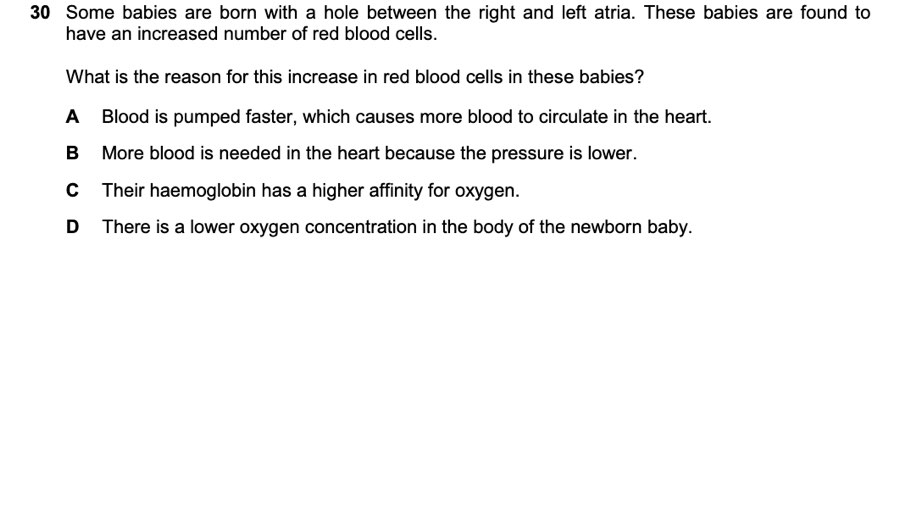 30 Some babies are born with a hole between the right and left atria. These babies are found to
have an increased number of red blood cells.
What is the reason for this increase in red blood cells in these babies?
A Blood is pumped faster, which causes more blood to circulate in the heart.
B More blood is needed in the heart because the pressure is lower.
C Their haemoglobin has a higher affinity for oxygen.
D There is a lower oxygen concentration in the body of the newborn baby.